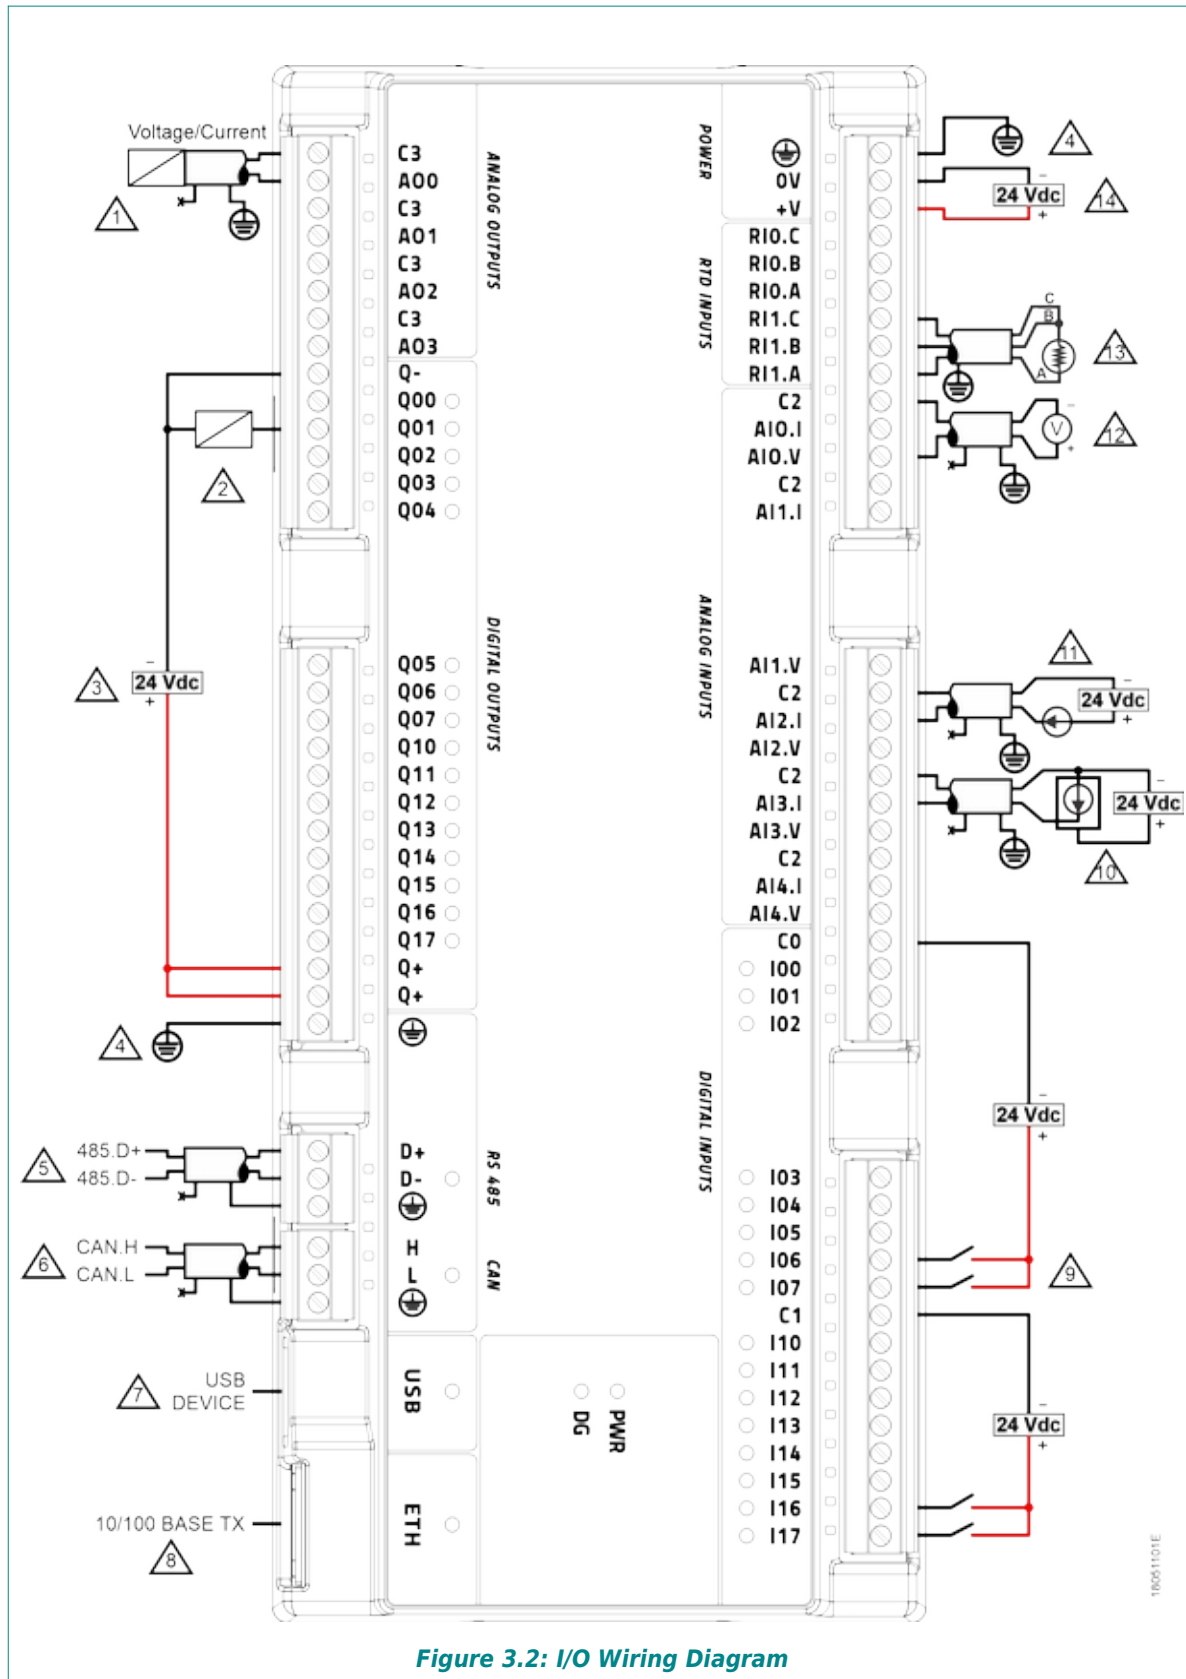 Voltage/Current
1
2
−
24 Vdc
+
3
4
485.D+
485.D-
5
CAN.H
CAN.L
6
USB
DEVICE
7
10/100 BASE TX
8
C3
AO0
C3
AO1
C3
AO2
C3
AO3
ANALOG OUTPUTS
Q-
Q00
Q01
Q02
Q03
Q04
Q05
Q06
Q07
Q10
Q11
Q12
Q13
Q14
Q15
Q16
Q17
Q+
Q+
DIGITAL OUTPUTS
D+
D-
RS 485
H
L
CAN
USB
ETH
DG
PWR
POWER
0V
+V
RTD INPUTS
RI0.C
RI0.B
RI0.A
RI1.C
RI1.B
RI1.A
ANALOG INPUTS
C2
AI0.I
AI0.V
C2
AI1.I
AI1.V
C2
AI2.I
AI2.V
C2
AI3.I
AI3.V
C2
AI4.I
AI4.V
DIGITAL INPUTS
C0
I00
I01
I02
I03
I04
I05
I06
I07
C1
I10
I11
I12
I13
I14
I15
I16
I17
4
−
24 Vdc
+
14
C
B
A
13
−
V
+
12
11
−
24 Vdc
+
−
24 Vdc
+
10
−
24 Vdc
+
9
−
24 Vdc
+
18051101E
Figure 3.2: I/O Wiring Diagram